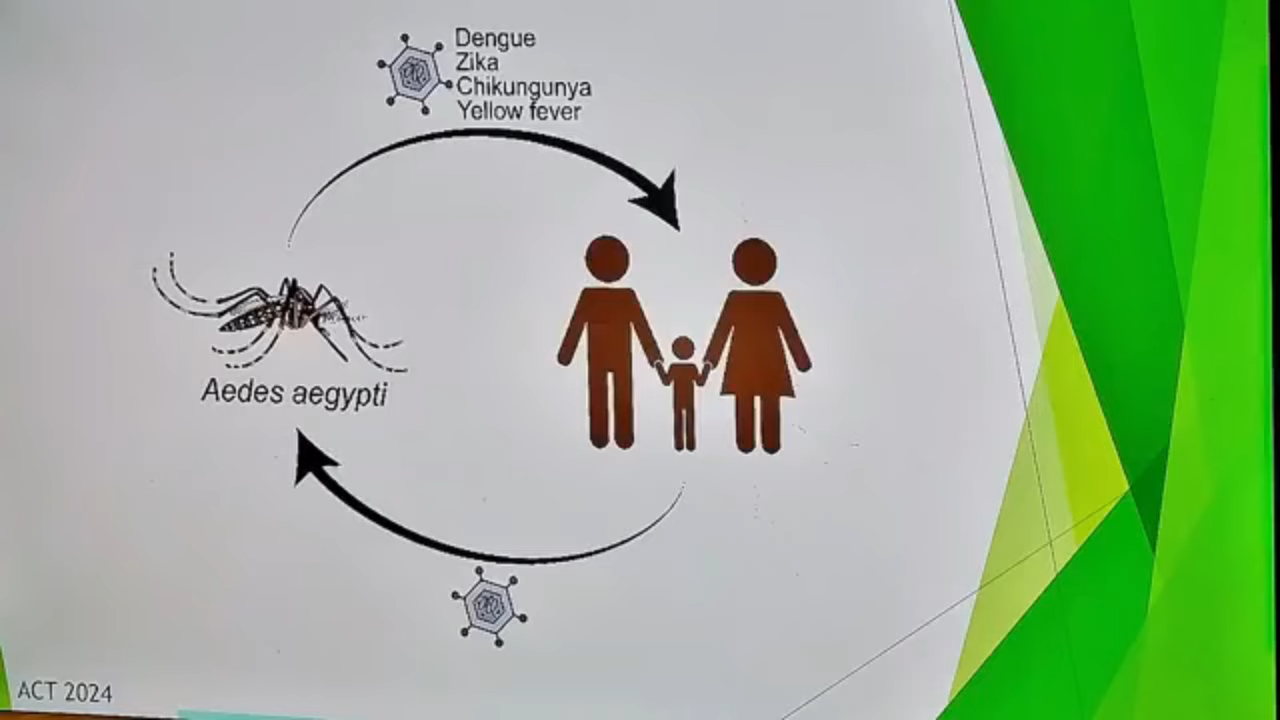 Dengue
Zika
Chikungunya
Yellow fever
Aedes aegypti
ACT 2024